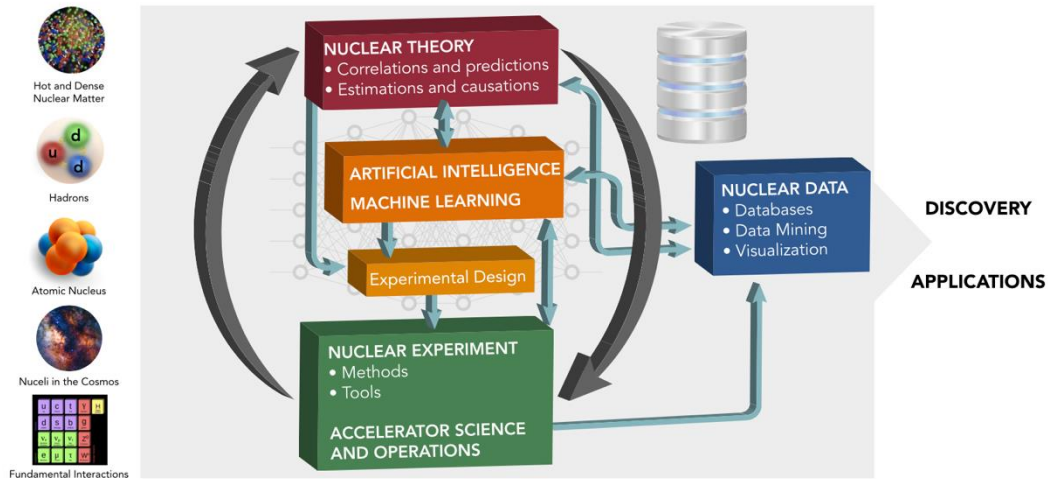 Hot and Dense
Nuclear Matter
u
d
d
Hadrons
Atomic Nucleus
Nuceli in the Cosmos
u c t γ H
d s b g
e μ τ W
Fundamental Interactions
NUCLEAR THEORY
• Correlations and predictions
• Estimations and causations
ARTIFICIAL INTELLIGENCE
MACHINE LEARNING
Experimental Design
NUCLEAR EXPERIMENT
• Methods
• Tools
ACCELERATOR SCIENCE
AND OPERATIONS
NUCLEAR DATA
• Databases
• Data Mining
• Visualization
DISCOVERY
APPLICATIONS